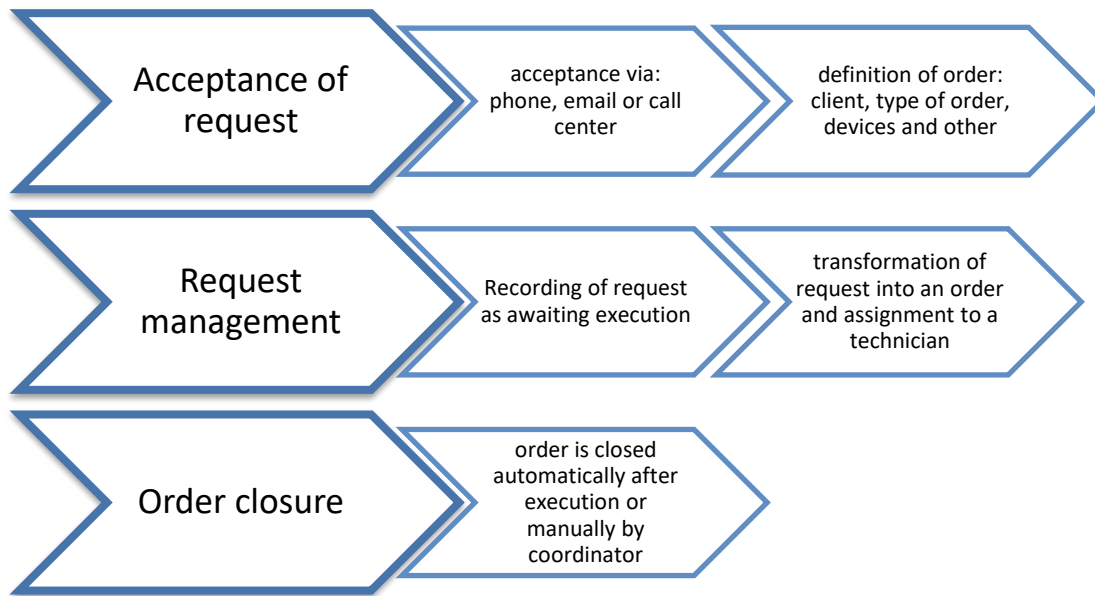 Acceptance of
request
acceptance via:
phone, email or call
center
definition of order:
client, type of order,
devices and other
Request
management
Recording of request
as awaiting execution
transformation of
request into an order
and assignment to a
technician
Order closure
order is closed
automatically after
execution or
manually by
coordinator